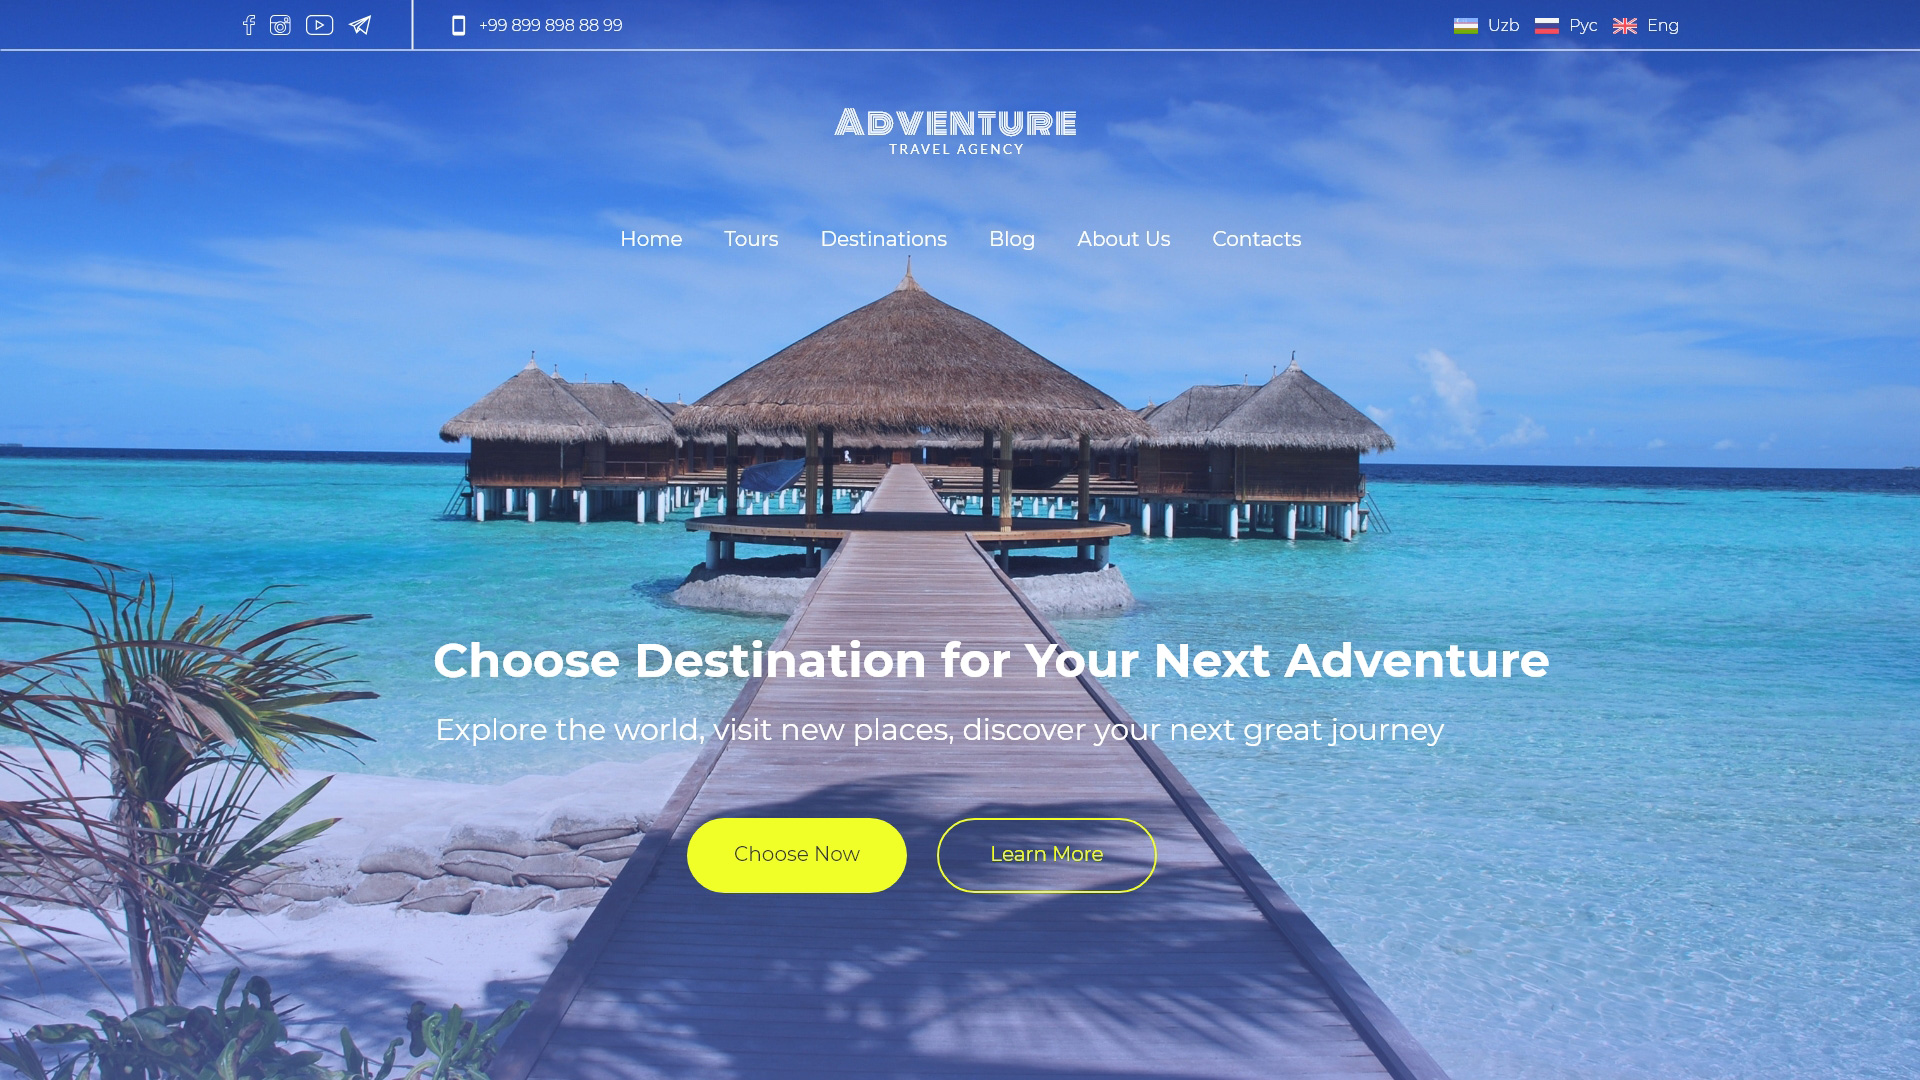 +99 899 898 88 99
Uzb Рус Eng
ADVENTURE
TRAVEL AGENCY
Home Tours Destinations Blog About Us Contacts
Choose Destination for Your Next Adventure
Explore the world, visit new places, discover your next great journey
Choose Now Learn More